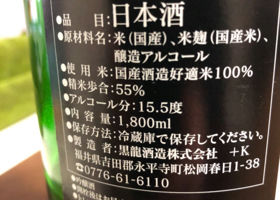 ●品目:日本酒
●原材料名:米(国産)、米麹(国産米)、
醸造アルコール
●使用米:国産酒造好適米100%
●精米歩合:55%
●アルコール分:15.5度
●内容量:1,800ml
●保存方法:冷蔵庫で保存してください。
●製造者:黒龍酒造株式会社 +K
福井県吉田郡永平寺町松岡春日1-38
☎0776-61-6110